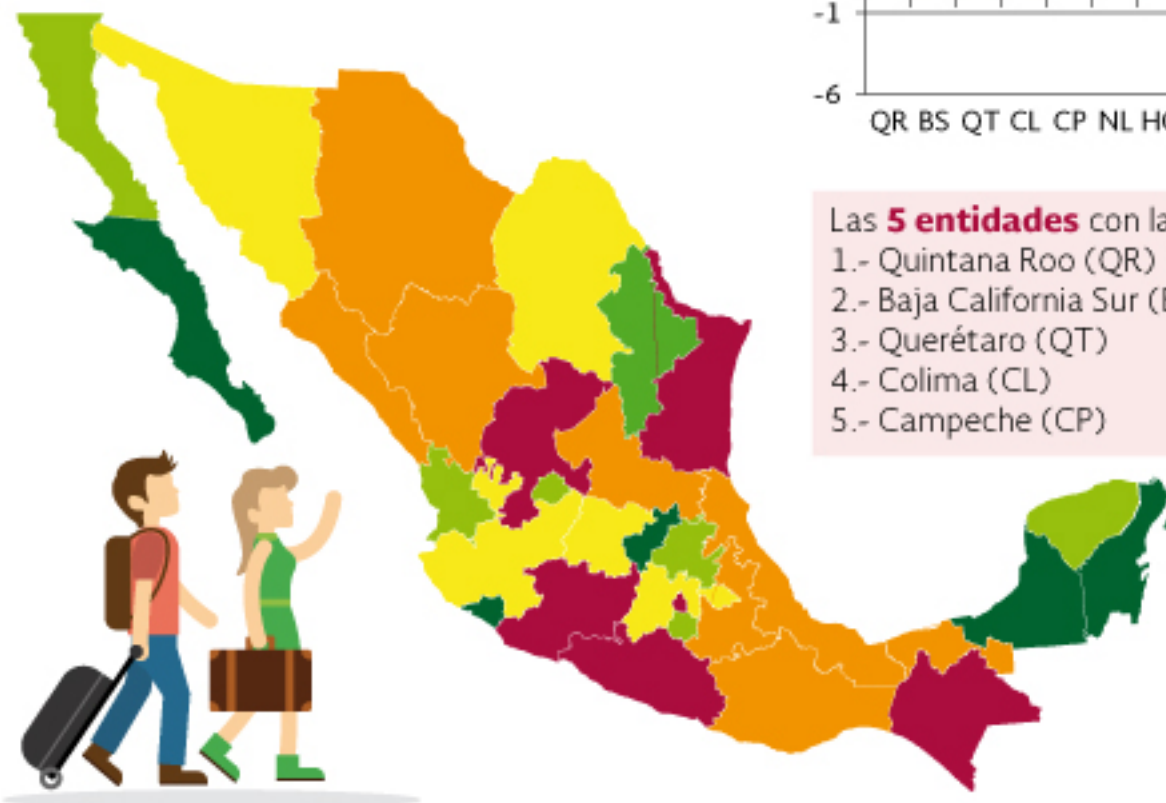 -1
-6
QR BS QT CL CP NL
Las 5 entidades con
1.- Quintana Roo (QR)
2.- Baja California Sur
3.- Querétaro (QT)
4.- Colima (CL)
5.- Campeche (CP)